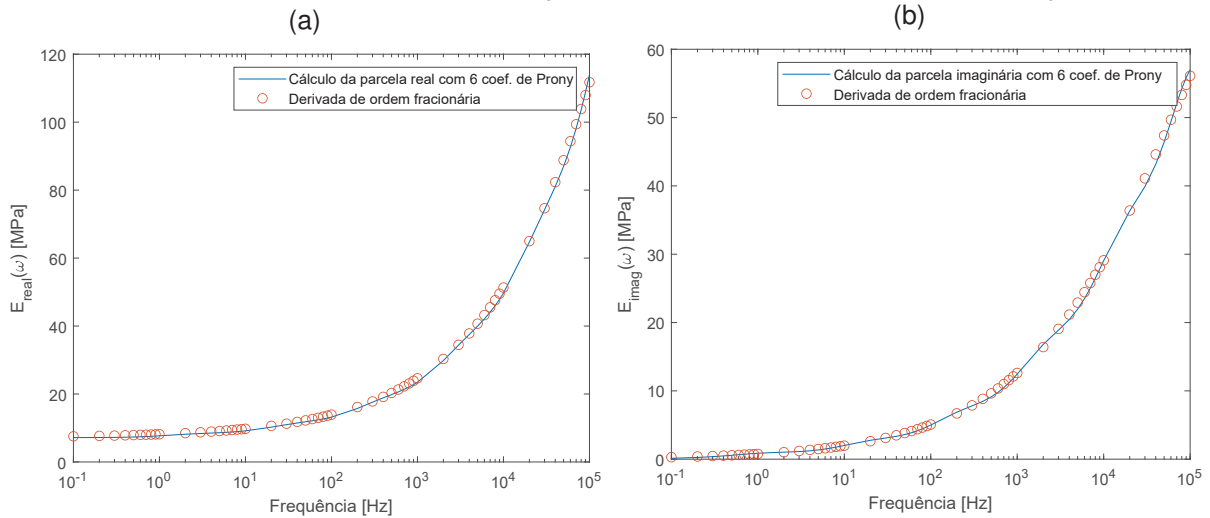 (a)
120
100
80
60
40
20
0
E_real(ω) [MPa]
Cálculo da parcela real com 6 coef. de Prony
Derivada de ordem fracionária
10^-1
10^0
10^1
10^2
10^3
10^4
10^5
Frequência [Hz]
(b)
60
50
40
30
20
10
0
E_imag(ω) [MPa]
Cálculo da parcela imaginária com 6 coef. de Prony
Derivada de ordem fracionária
10^-1
10^0
10^1
10^2
10^3
10^4
10^5
Frequência [Hz]